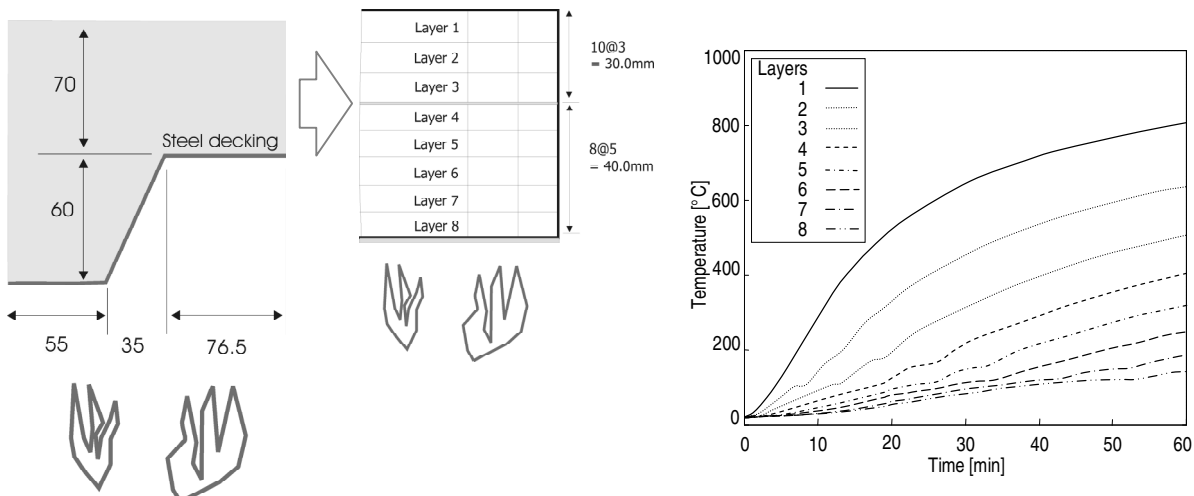 70
Steel decking
60
55
35
76.5
Layer 1
Layer 2
Layer 3
Layer 4
Layer 5
Layer 6
Layer 7
Layer 8
10@3
= 30.0mm
8@5
= 40.0mm
Layers
1
2
3
4
5
6
7
8
Temperature [°C]
1000
800
600
400
200
0
0 10 20 30 40 50 60
Time [min]